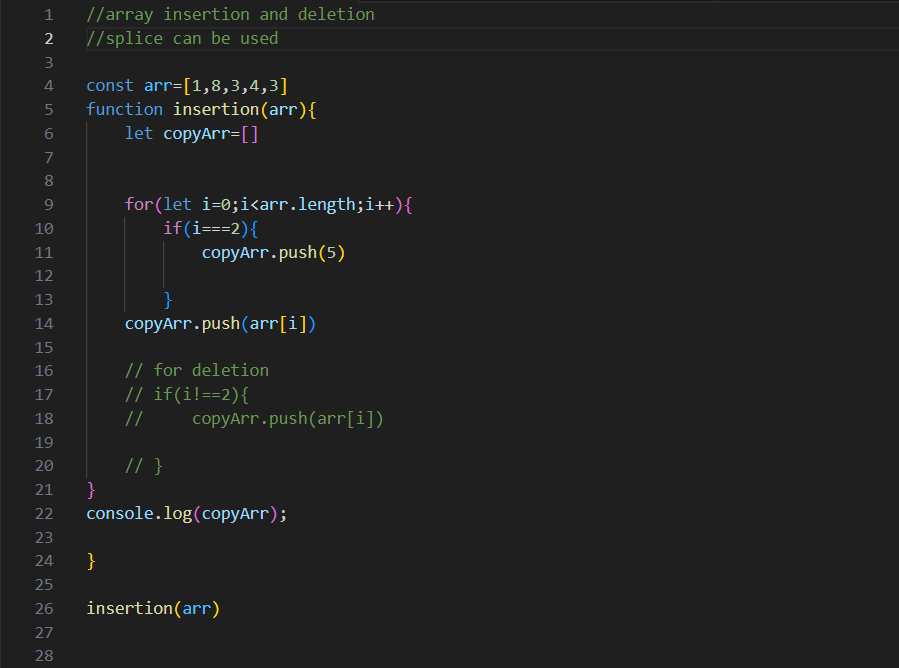 1 //array insertion and deletion
2 //splice can be used
3
4 const arr=[1,8,3,4,3]
5 function insertion(arr){
6     let copyArr=[]
7
8
9     for(let i=0;i<arr.length;i++){
10         if(i===2){
11             copyArr.push(5)
12
13         }
14     copyArr.push(arr[i])
15
16     // for deletion
17     // if(i!==2){
18     //     copyArr.push(arr[i])
19
20     // }
21 }
22 console.log(copyArr);
23
24 }
25
26 insertion(arr)
27
28